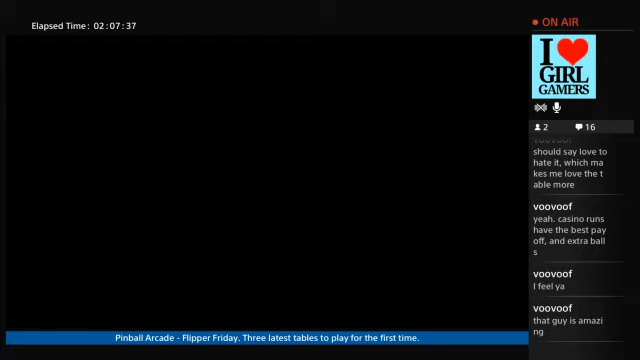 Elapsed Time: 02:07:37
ON AIR
I
GIRL
GAMERS
2
16
voovoof
should say love to
hate it, which ma
kes me love the t
able more
voovoof
yeah. casino runs
have the best pay
off, and extra ball
s
voovoof
I feel ya
voovoof
that guy is amazi
ng
Pinball Arcade - Flipper Friday. Three latest tables to play for the first time.